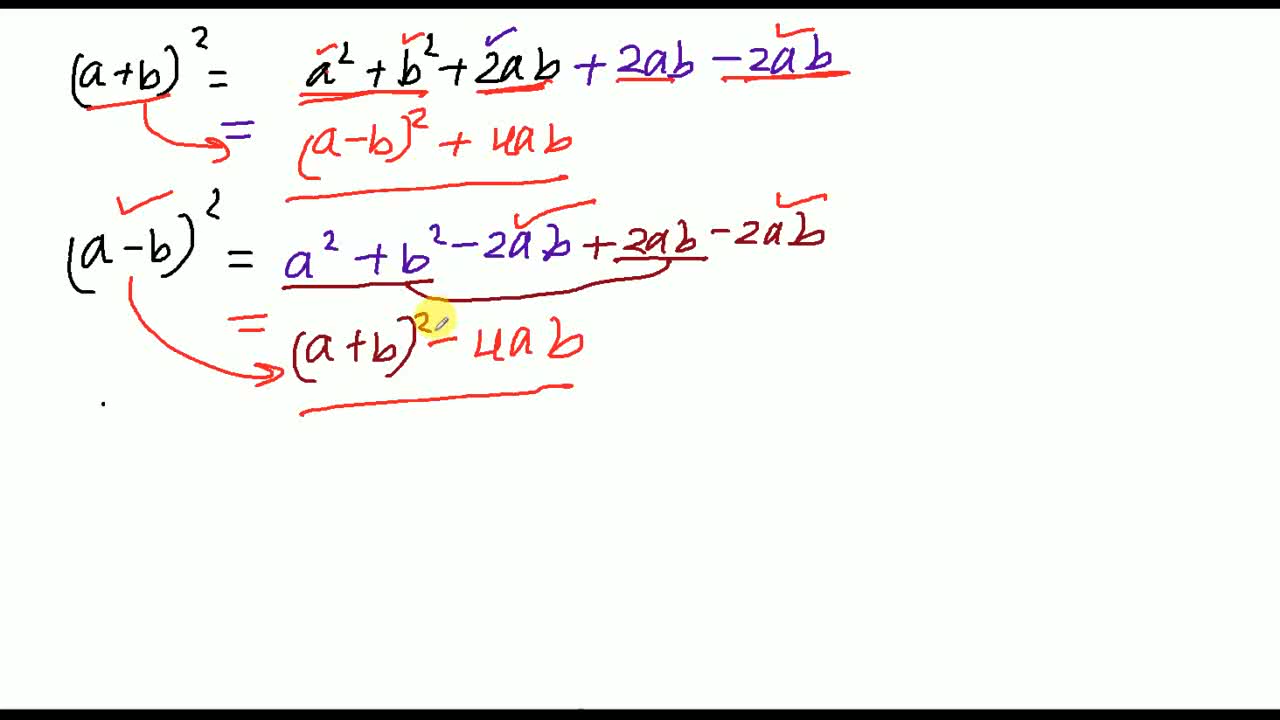 (a+b)² = a² + b² + 2ab + 2ab − 2ab
= (a−b)² + 4ab
(a−b)² = a² + b² − 2ab + 2ab − 2ab
= (a+b)² − 4ab